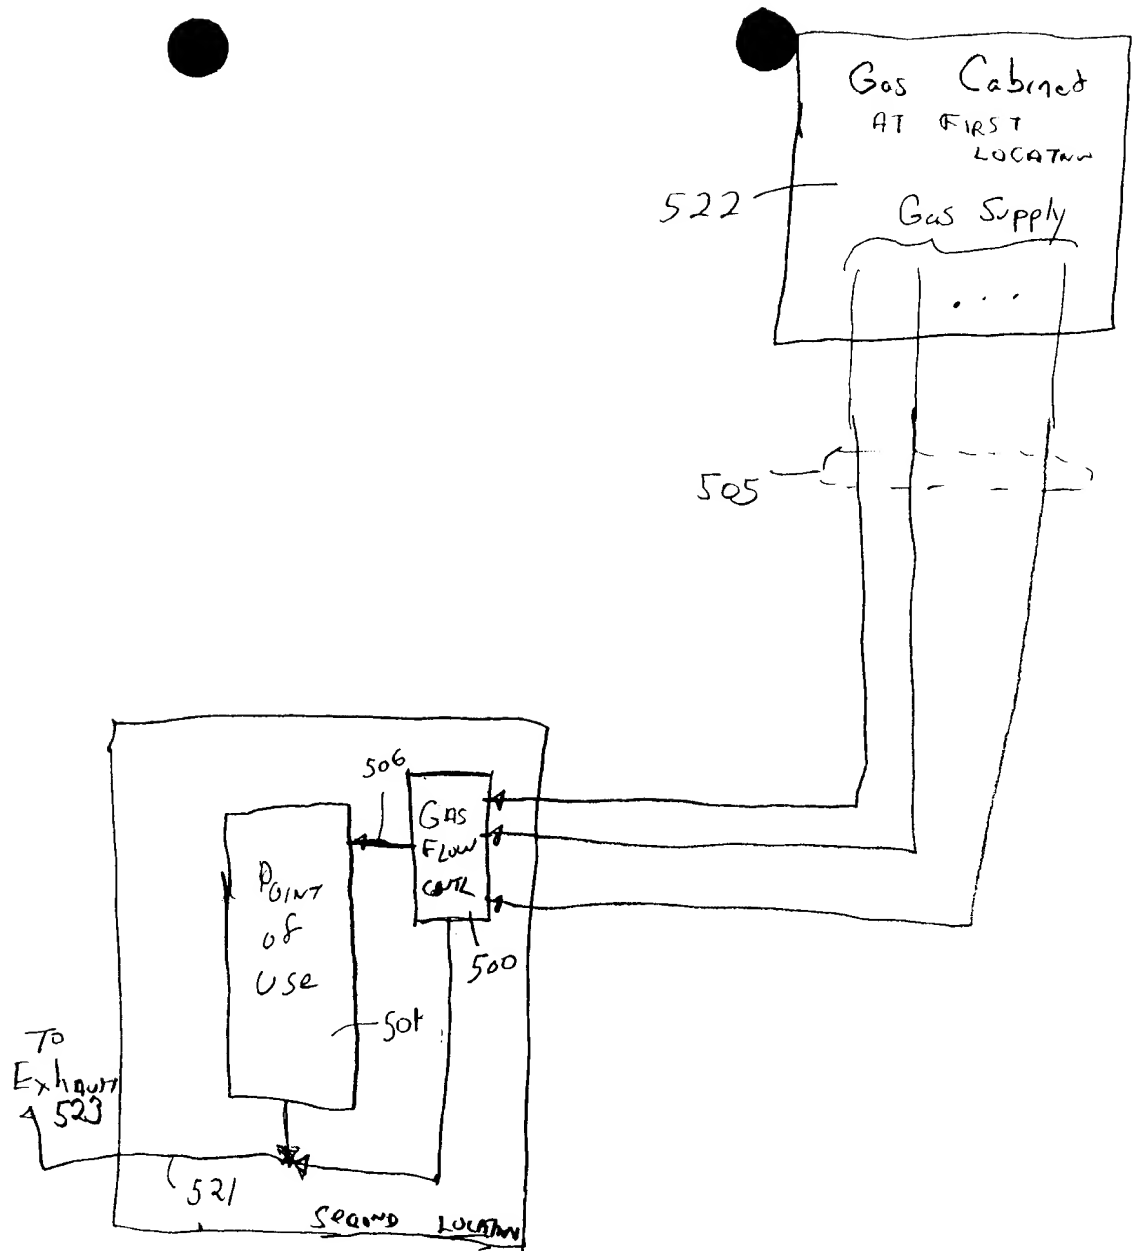 Gas Cabinet
AT FIRST
LOCATION
522
Gas Supply
. . .
505
506
GAS
FLOW
CNTL
500
POINT
of
Use
501
To
Exhaust
523
521
SECOND LOCATION